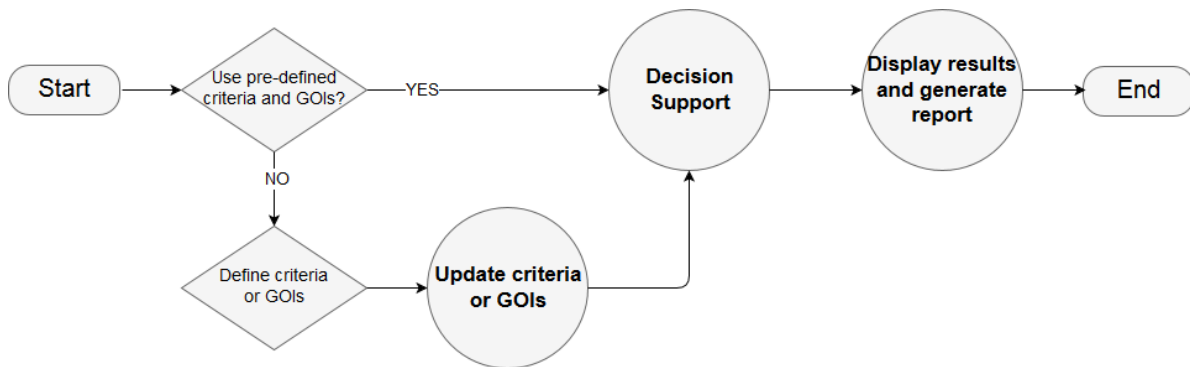 Start
Use pre-defined
criteria and GOIs?
YES
Decision
Support
Display results
and generate
report
End
NO
Define criteria
or GOIs
Update criteria
or GOIs